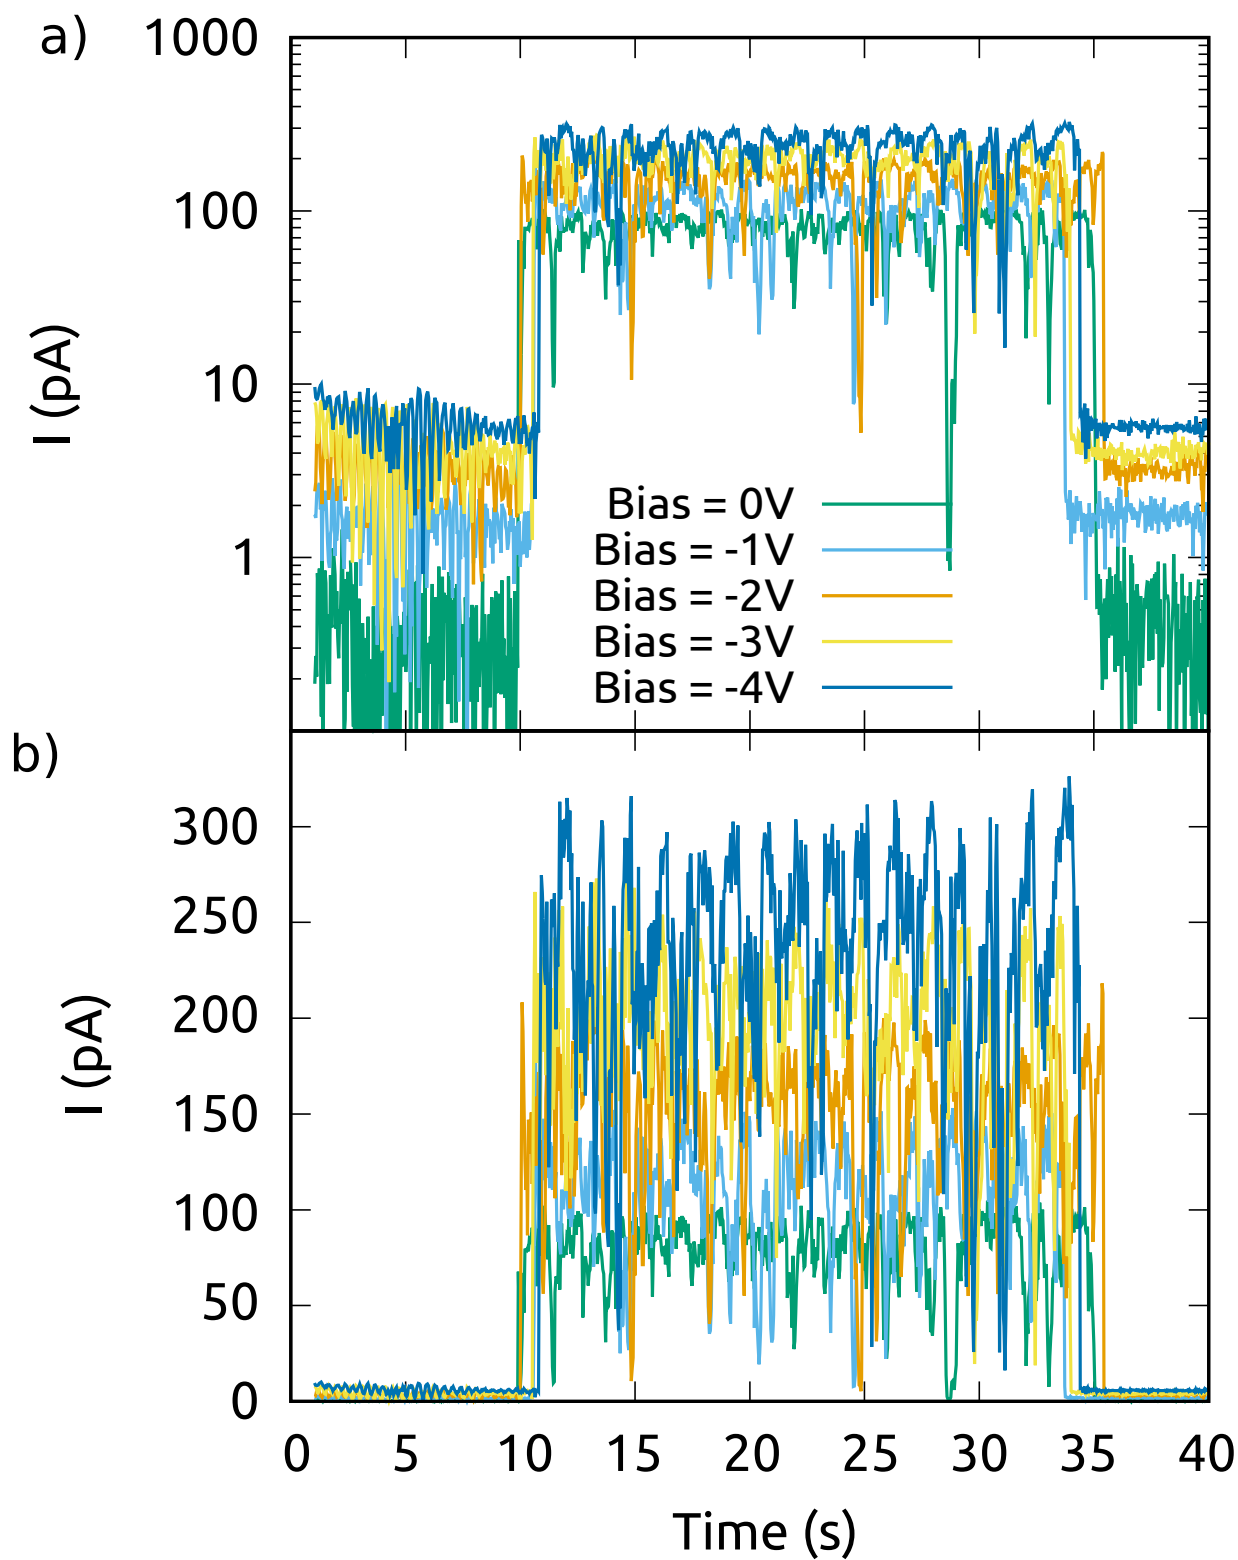 a)
1000
100
10
1
I (pA)
Bias = 0V
Bias = -1V
Bias = -2V
Bias = -3V
Bias = -4V
b)
300
250
200
150
100
50
0
I (pA)
0 5 10 15 20 25 30 35 40
Time (s)